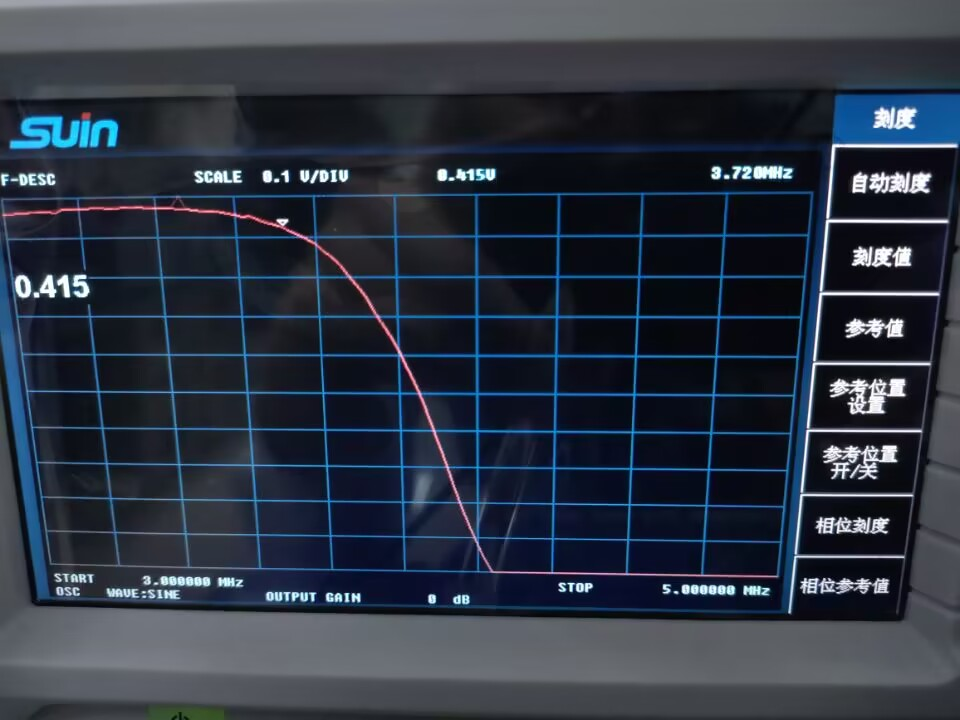 SUin
F-DESC SCALE 0.1 V/DIV 0.415V 3.720MHz
0.415
START 3.000000 MHz STOP 5.000000 MHz
OSC WAVE:SINE OUTPUT GAIN 0 dB
刻度
自动刻度
刻度值
参考值
参考位置
设置
参考位置
开/关
相位刻度
相位参考值